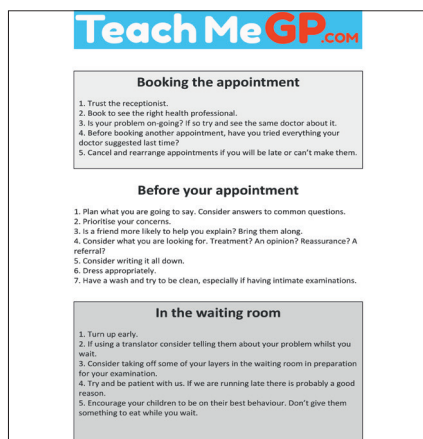 Teach Me GP.COM
Booking the appointment
1. Trust the receptionist.
2. Book to see the right health professional.
3. Is your problem on-going? If so try and see the same doctor about it.
4. Before booking another appointment, have you tried everything your
doctor suggested last time?
5. Cancel and rearrange appointments if you will be late or can't make them.
Before your appointment
1. Plan what you are going to say. Consider answers to common questions.
2. Prioritise your concerns.
3. Is a friend more likely to help you explain? Bring them along.
4. Consider what you are looking for. Treatment? An opinion? Reassurance? A
referral?
5. Consider writing it all down.
6. Dress appropriately.
7. Have a wash and try to be clean, especially if having intimate examinations.
In the waiting room
1. Turn up early.
2. If using a translator consider telling them about your problem whilst you
wait.
3. Consider taking off some of your layers in the waiting room in preparation
for your examination.
4. Try and be patient with us. If we are running late there is probably a good
reason.
5. Encourage your children to be on their best behaviour. Don't give them
something to eat while you wait.